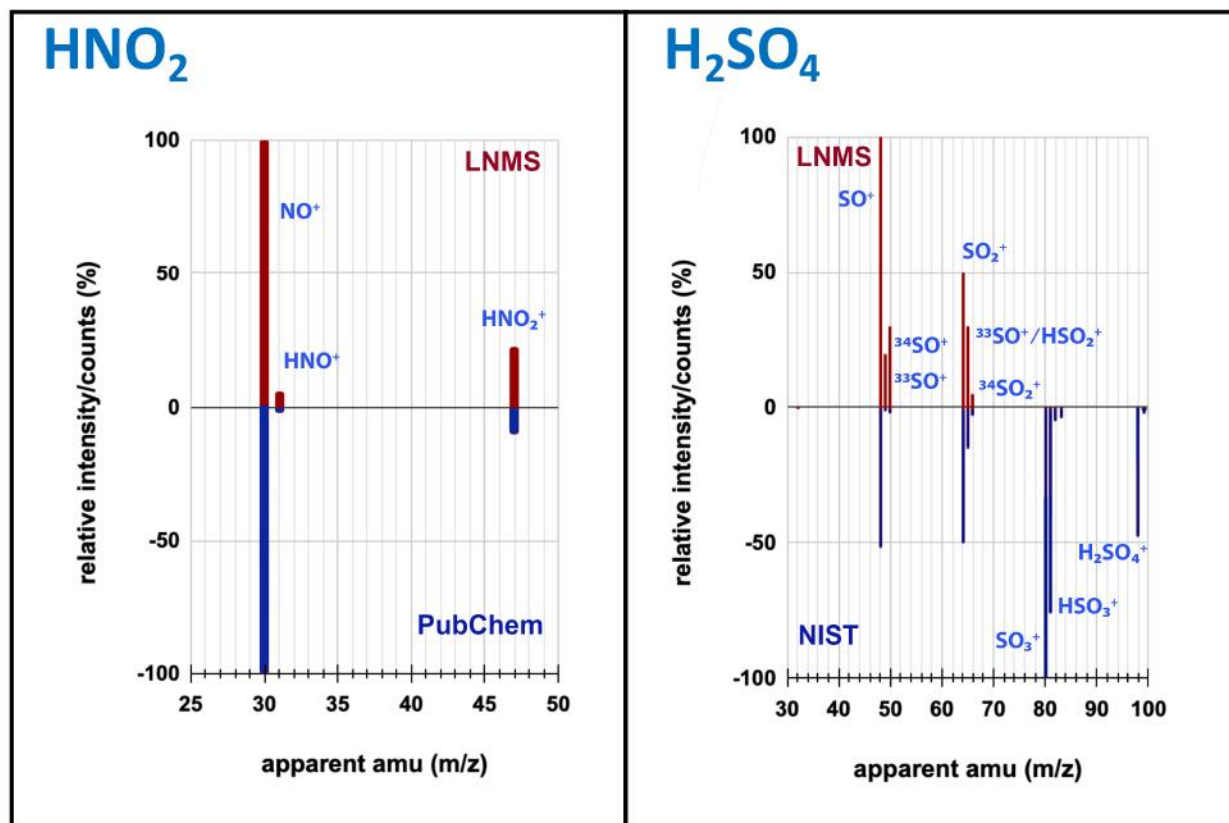 HNO₂
100
LNMS
NO⁺
50
HNO₂⁺
HNO⁺
0
-50
PubChem
-100
25 30 35 40 45 50
relative intensity/counts (%)
apparent amu (m/z)
H₂SO₄
100
LNMS
SO⁺
SO₂⁺
50
³³SO⁺/HSO₂⁺
³⁴SO⁺
³³SO⁺
³⁴SO₂⁺
0
-50
H₂SO₄⁺
HSO₃⁺
NIST
SO₃⁺
-100
30 40 50 60 70 80 90 100
relative intensity/counts (%)
apparent amu (m/z)